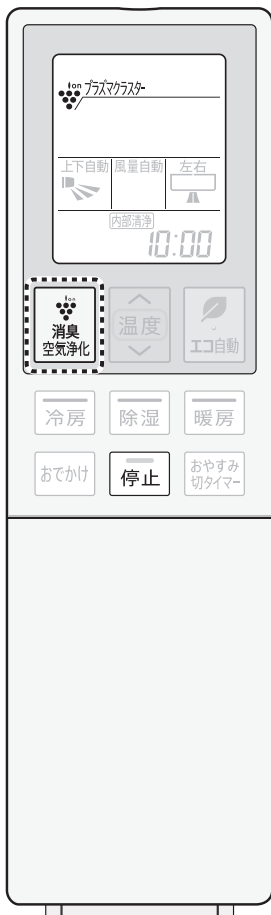 ion プラズマクラスター
上下自動 風量自動 左右
内部清浄
10:00
ion
消臭
空気浄化
温度
エコ自動
冷房 除湿 暖房
おでかけ 停止 おやすみ
切タイマー